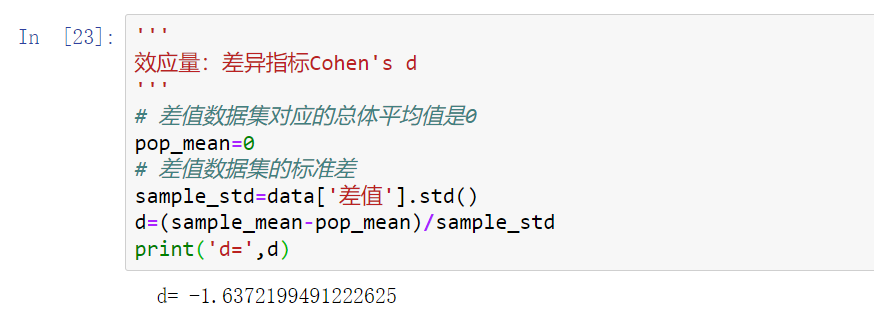 In [23]:
'''
效应量：差异指标Cohen's d
'''
# 差值数据集对应的总体平均值是0
pop_mean=0
# 差值数据集的标准差
sample_std=data['差值'].std()
d=(sample_mean-pop_mean)/sample_std
print('d=',d)
d= -1.6372199491222625